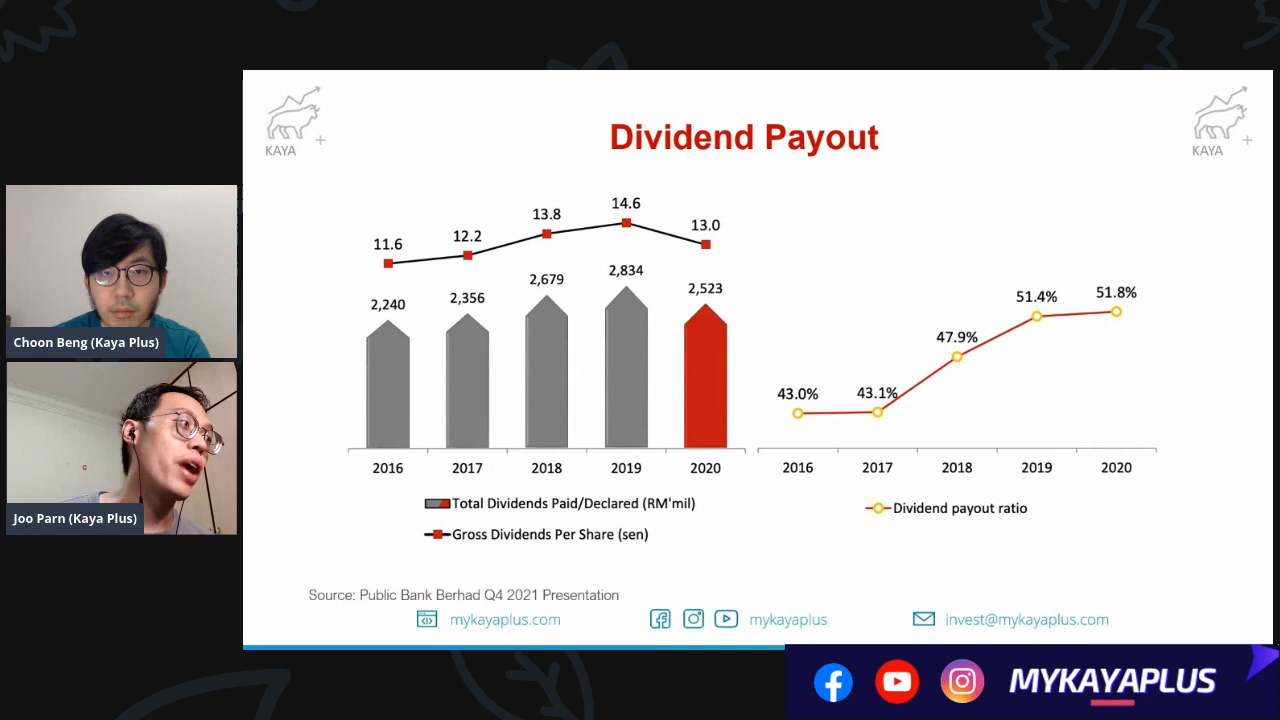 KAYA
KAYA
Dividend Payout
14.6
13.8
13.0
12.2
11.6
2,834
2,679
2,523
2,356
2,240
2016 2017 2018 2019 2020
Total Dividends Paid/Declared (RM'mil)
Gross Dividends Per Share (sen)
51.8%
51.4%
47.9%
43.0% 43.1%
2016 2017 2018 2019 2020
Dividend payout ratio
Source: Public Bank Berhad Q4 2021 Presentation
mykayaplus.com
mykayaplus
invest@mykayaplus.com
Choon Beng (Kaya Plus)
Joo Parn (Kaya Plus)
MYKAYAPLUS